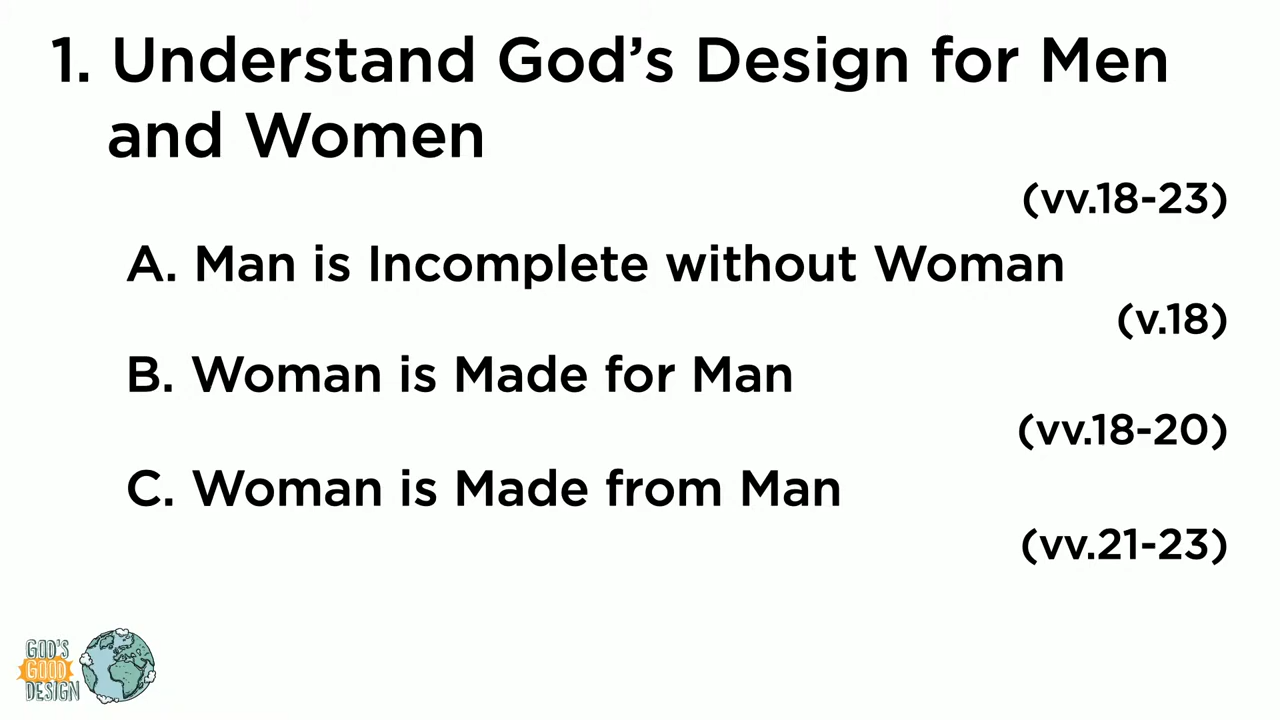 1. Understand God's Design for Men
and Women
(vv.18-23)
A. Man is Incomplete without Woman
(v.18)
B. Woman is Made for Man
(vv.18-20)
C. Woman is Made from Man
(vv.21-23)
GOD'S
GOOD
DESIGN